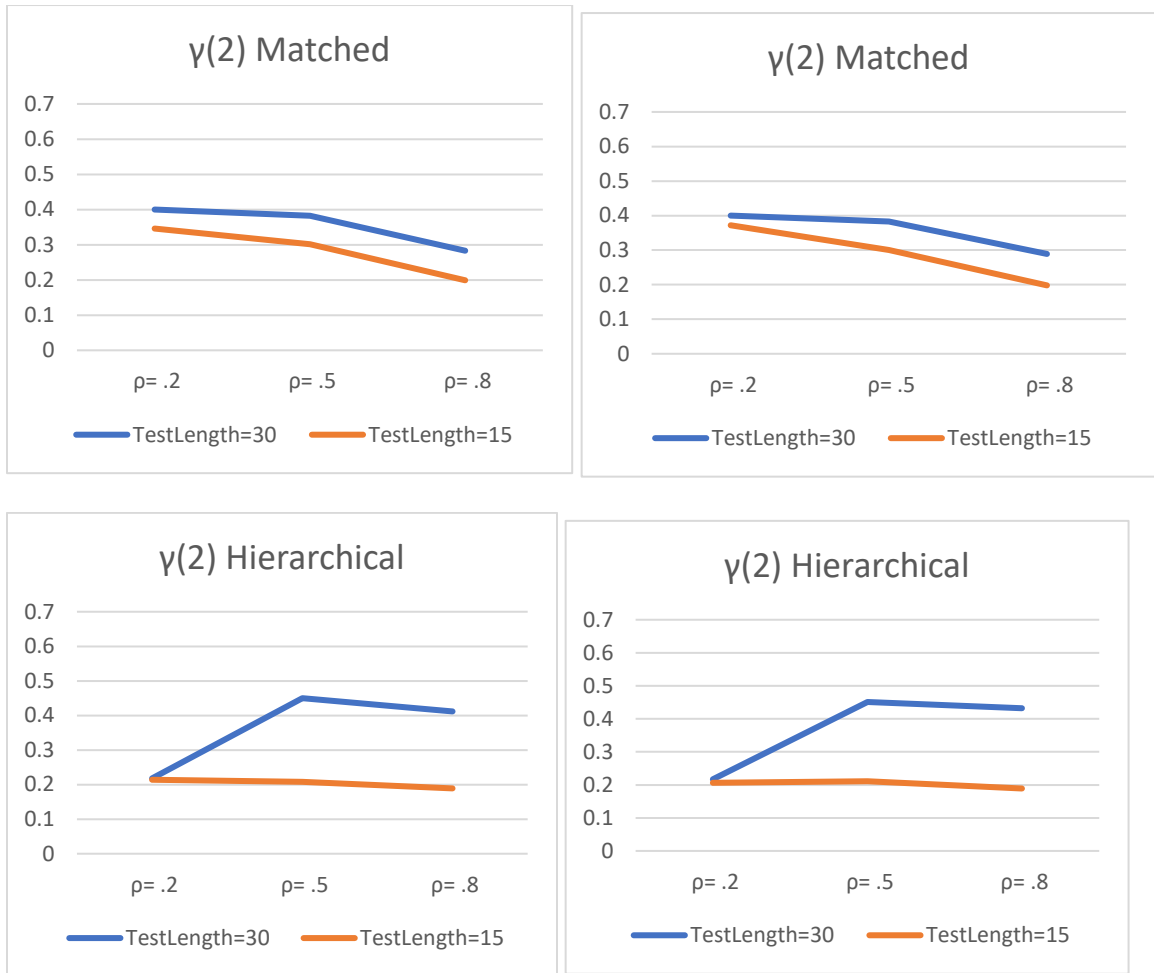 γ(2) Matched
0.7
0.6
0.5
0.4
0.3
0.2
0.1
0
ρ= .2 ρ= .5 ρ= .8
TestLength=30 TestLength=15
γ(2) Matched
0.7
0.6
0.5
0.4
0.3
0.2
0.1
0
ρ= .2 ρ= .5 ρ= .8
TestLength=30 TestLength=15
γ(2) Hierarchical
0.7
0.6
0.5
0.4
0.3
0.2
0.1
0
ρ= .2 ρ= .5 ρ= .8
TestLength=30 TestLength=15
γ(2) Hierarchical
0.7
0.6
0.5
0.4
0.3
0.2
0.1
0
ρ= .2 ρ= .5 ρ= .8
TestLength=30 TestLength=15